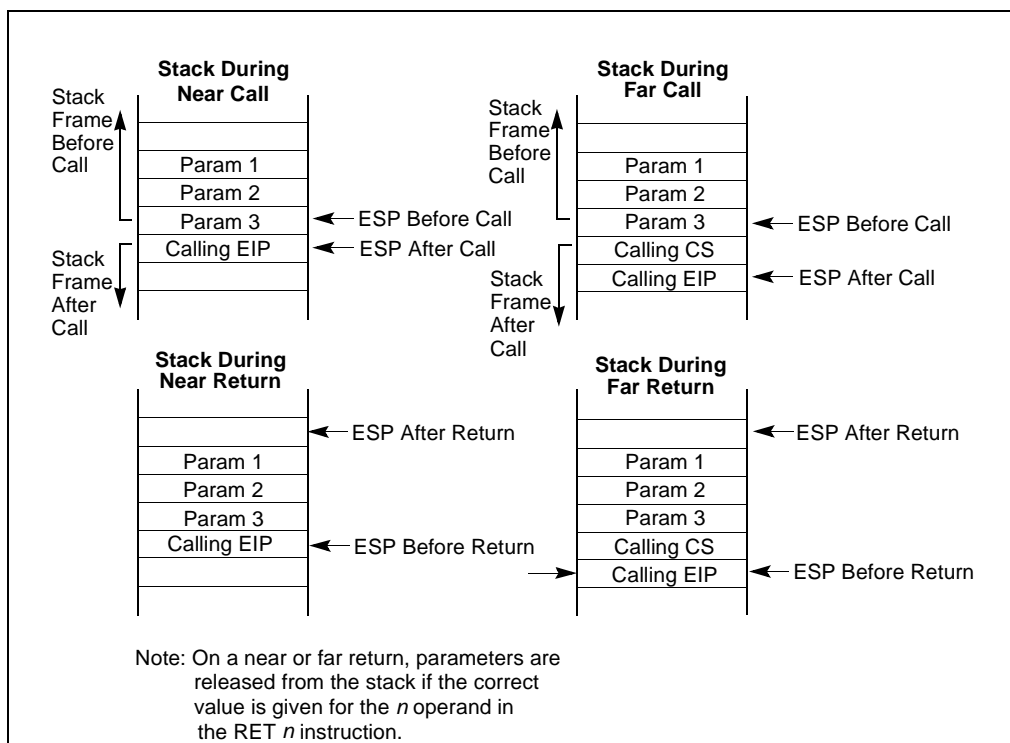 Stack During
Near Call
Stack
Frame
Before
Call
Param 1
Param 2
Param 3
ESP Before Call
Calling EIP
ESP After Call
Stack
Frame
After
Call
Stack During
Far Call
Stack
Frame
Before
Call
Param 1
Param 2
Param 3
ESP Before Call
Calling CS
Calling EIP
ESP After Call
Stack
Frame
After
Call
Stack During
Near Return
ESP After Return
Param 1
Param 2
Param 3
Calling EIP
ESP Before Return
Stack During
Far Return
ESP After Return
Param 1
Param 2
Param 3
Calling CS
Calling EIP
ESP Before Return
Note: On a near or far return, parameters are
released from the stack if the correct
value is given for the n operand in
the RET n instruction.